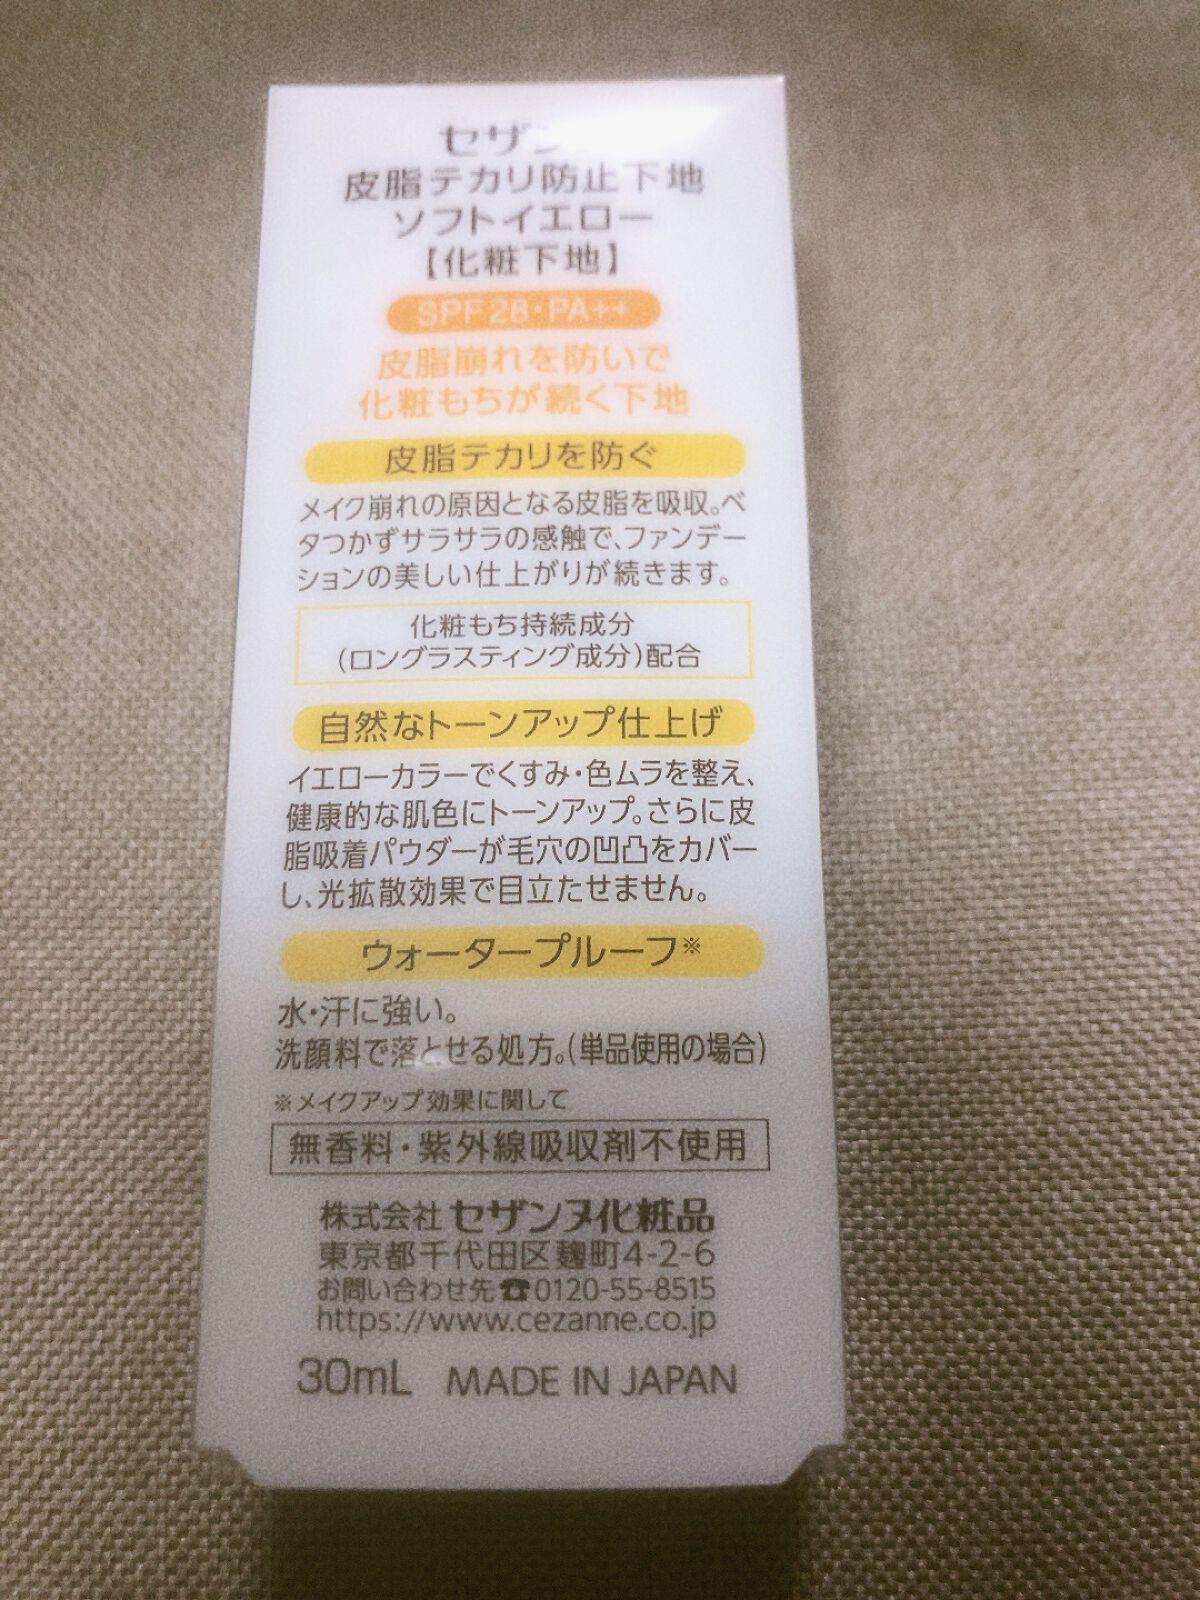 セザン
皮脂テカリ防止下地
ソフトイエロー
【化粧下地】
SPF28・PA++
皮脂崩れを防いで
化粧もちが続く下地
皮脂テカリを防ぐ
メイク崩れの原因となる皮脂を吸収。ベ
タつかずサラサラの感触で、ファンデー
ションの美しい仕上がりが続きます。
化粧もち持続成分
(ロングラスティング成分)配合
自然なトーンアップ仕上げ
イエローカラーでくすみ・色ムラを整え、
健康的な肌色にトーンアップ。さらに皮
脂吸着パウダーが毛穴の凹凸をカバー
し、光拡散効果で目立たせません。
ウォータープルーフ※
水・汗に強い。
洗顔料で落とせる処方。(単品使用の場合)
※メイクアップ効果に関して
無香料・紫外線吸収剤不使用
株式会社 セザンヌ化粧品
東京都千代田区麹町4-2-6
お問い合わせ先☎0120-55-8515
https://www.cezanne.co.jp
30mL MADE IN JAPAN